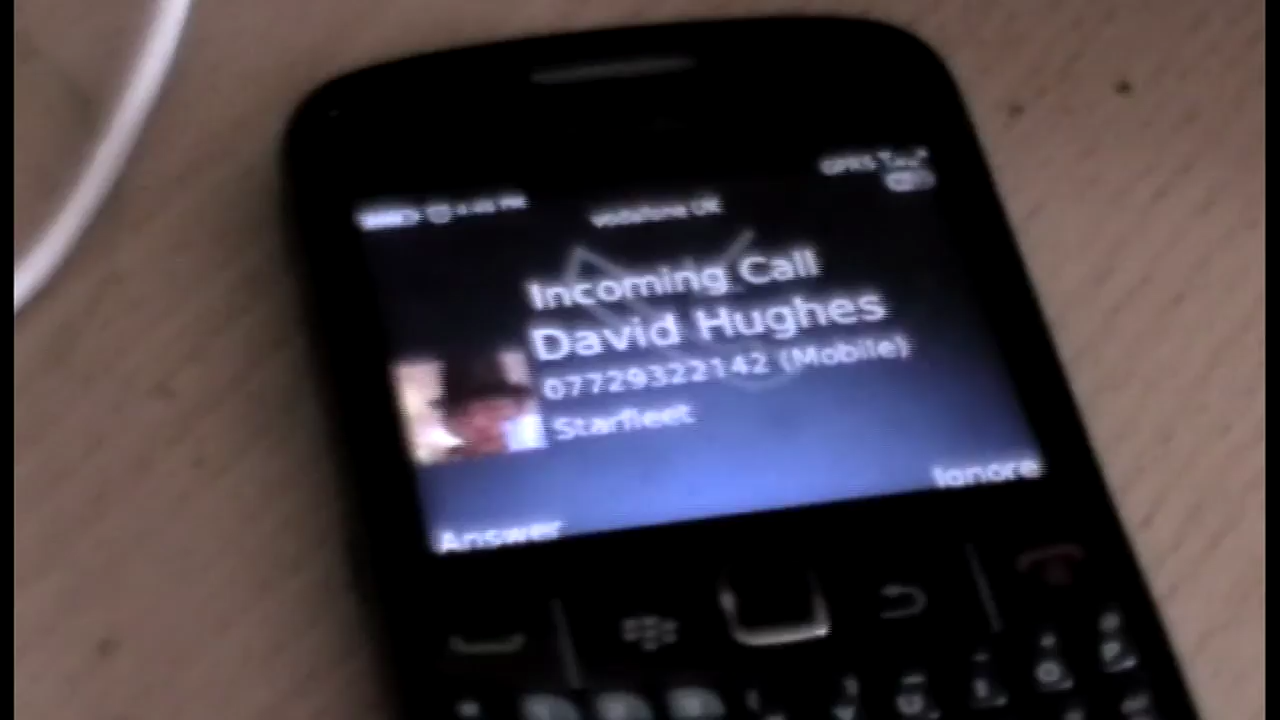 vodafone UK
Incoming Call
David Hughes
07729322142 (Mobile)
Starfleet
Answer
Ignore